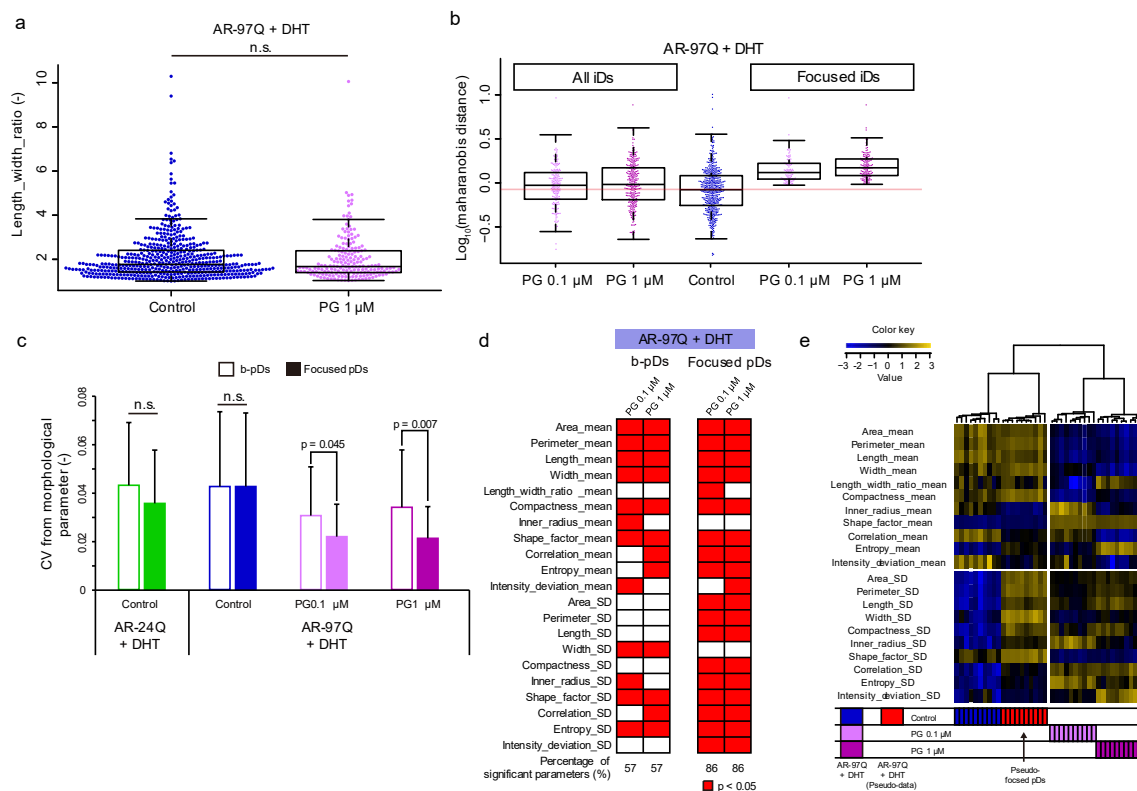 a
AR-97Q + DHT
n.s.
Length_width_ratio (-)
10
8
6
4
2
Control
PG 1 µM
b
AR-97Q + DHT
All iDs
Focused iDs
Log10(maharanobis distance)
1.0
0.5
0.0
−0.5
PG 0.1 µM
PG 1 µM
Control
PG 0.1 µM
PG 1 µM
c
b-pDs
Focused pDs
CV from morphological
parameter (-)
0.08
0.06
0.04
0.02
0
n.s.
n.s.
p = 0.045
p = 0.007
Control
Control
PG0.1 µM
PG1 µM
AR-24Q
+ DHT
AR-97Q
+ DHT
d
AR-97Q + DHT
b-pDs
Focused pDs
PG 0.1 µM
PG 1 µM
PG 0.1 µM
PG 1 µM
Area_mean
Perimeter_mean
Length_mean
Width_mean
Length_width_ratio _mean
Compactness_mean
Inner_radius_mean
Shape_factor_mean
Correlation_mean
Entropy_mean
Intensity_deviation_mean
Area_SD
Perimeter_SD
Length_SD
Width_SD
Compactness_SD
Inner_radius_SD
Shape_factor_SD
Correlation_SD
Entropy_SD
Intensity_deviation_SD
Percentage of
significant parameters (%)
57
57
86
86
p < 0.05
e
Color key
-3 -2 -1 0 1 2 3
Value
Area_mean
Perimeter_mean
Length_mean
Width_mean
Length_width_ratio_mean
Compactness_mean
Inner_radius_mean
Shape_factor_mean
Correlation_mean
Entropy_mean
Intensity_deviation_mean
Area_SD
Perimeter_SD
Length_SD
Width_SD
Compactness_SD
Inner_radius_SD
Shape_factor_SD
Correlation_SD
Entropy_SD
Intensity_deviation_SD
Control
PG 0.1 µM
PG 1 µM
AR-97Q
+ DHT
AR-97Q
+ DHT
(Pseudo-data)
Pseudo-
focsed pDs